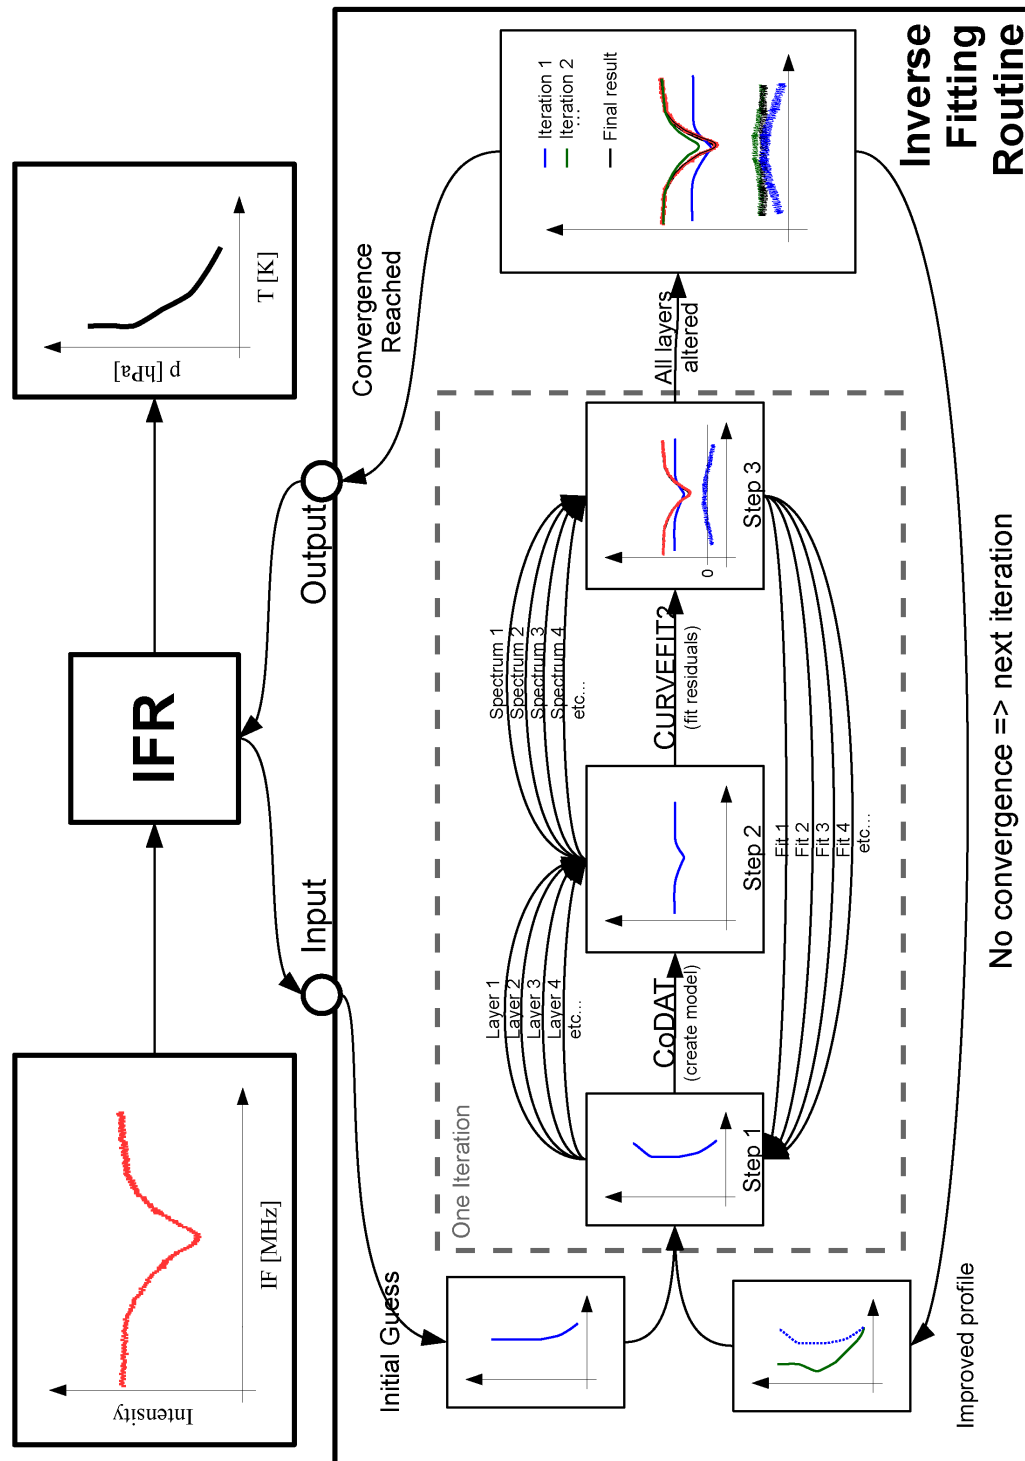 Intensity
IF [MHz]
IFR
p [hPa]
T [K]
Input
Output
Inverse
Fitting
Routine
Initial Guess
Convergence
Reached
One Iteration
Layer 1
Layer 2
Layer 3
Layer 4
etc...
Spectrum 1
Spectrum 2
Spectrum 3
Spectrum 4
etc...
CoDAT
(create model)
CURVEFIT2
(fit residuals)
Step 1
Step 2
Step 3
0
All layers
altered
Iteration 1
Iteration 2
...
Final result
Fit 1
Fit 2
Fit 3
Fit 4
etc...
Improved profile
No convergence => next iteration